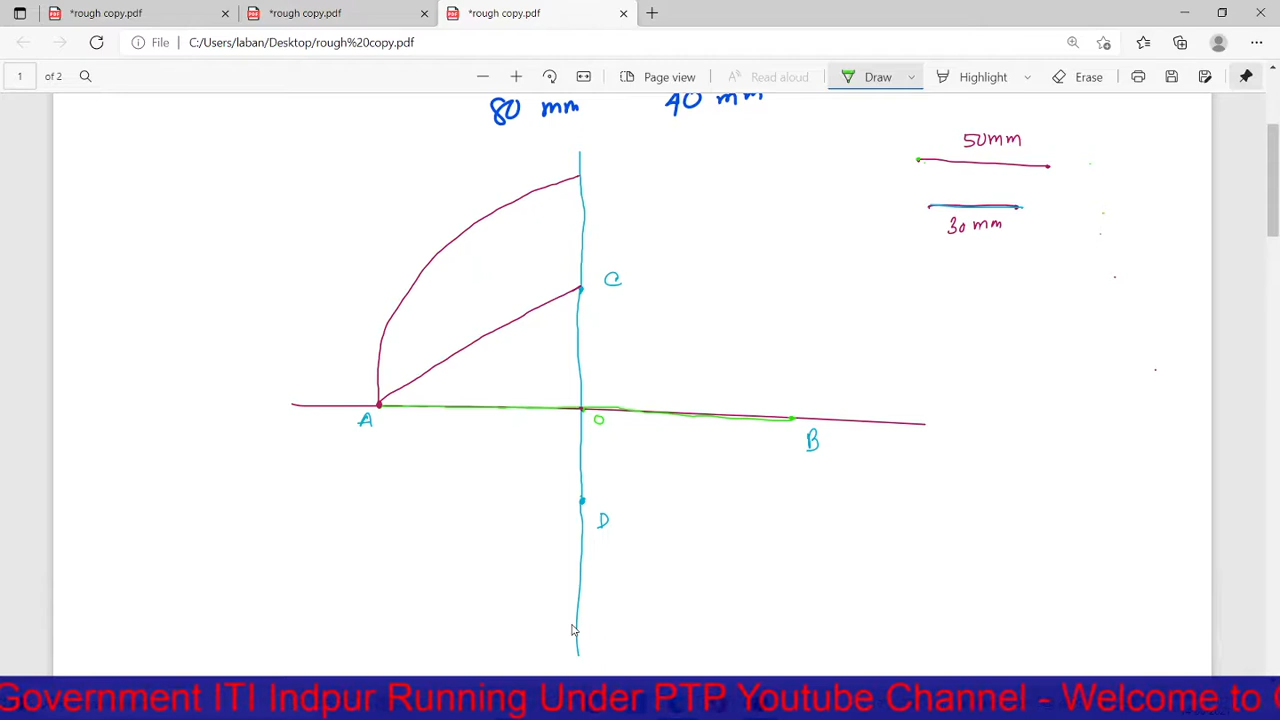 *rough copy.pdf
*rough copy.pdf
*rough copy.pdf
File
C:/Users/laban/Desktop/rough%20copy.pdf
1
of 2
Page view
Read aloud
Draw
Highlight
Erase
80 mm
40 mm
50mm
30 mm
C
A
O
B
D
Government ITI Indpur Running Under PTP Youtube Channel - Welcome to